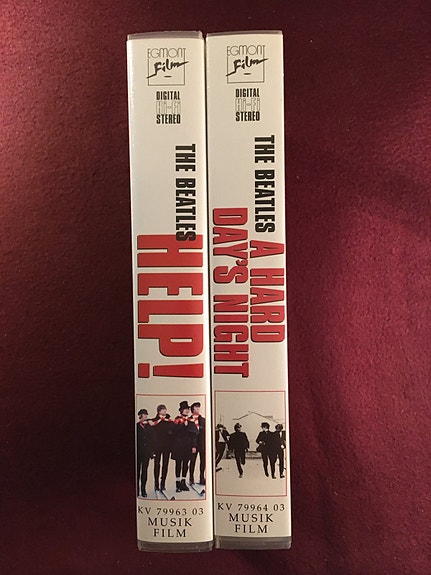 EGMONT
Film
DIGITAL
Hi-Fi
STEREO
THE BEATLES
HELP!
KV 79963 03
MUSIK
FILM
EGMONT
Film
DIGITAL
Hi-Fi
STEREO
THE BEATLES
A HARD
DAY'S NIGHT
KV 79964 03
MUSIK
FILM